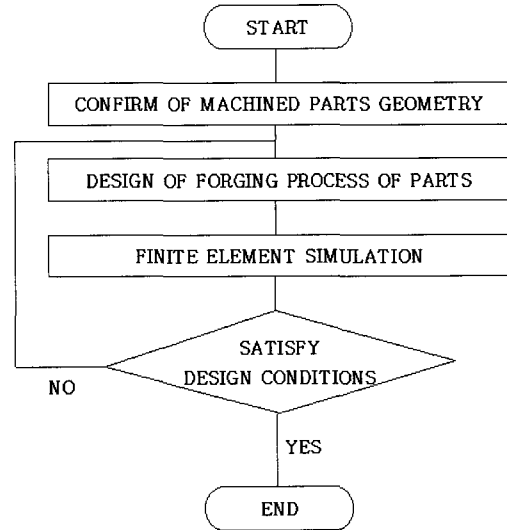 START
CONFIRM OF MACHINED PARTS GEOMETRY
DESIGN OF FORGING PROCESS OF PARTS
FINITE ELEMENT SIMULATION
SATISFY
DESIGN CONDITIONS
NO
YES
END